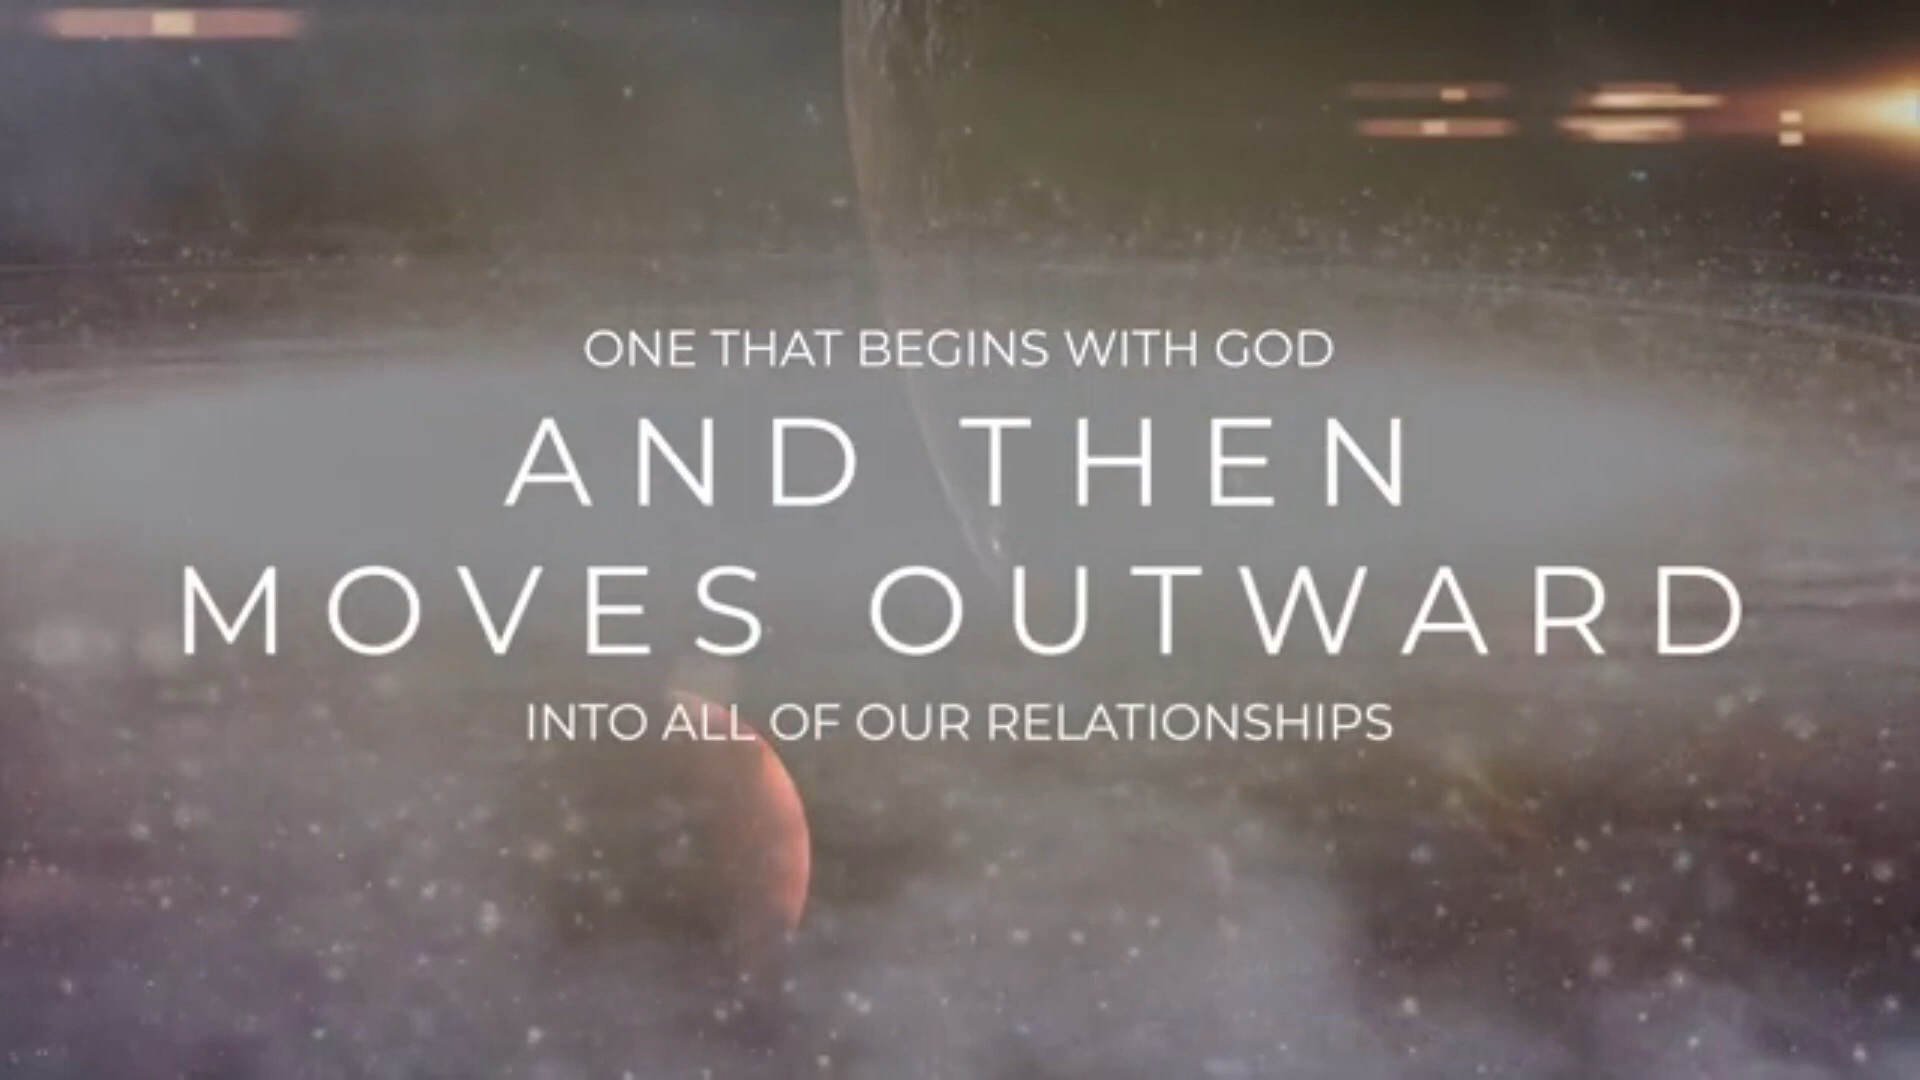 ONE THAT BEGINS WITH GOD
AND THEN
MOVES OUTWARD
INTO ALL OF OUR RELATIONSHIPS